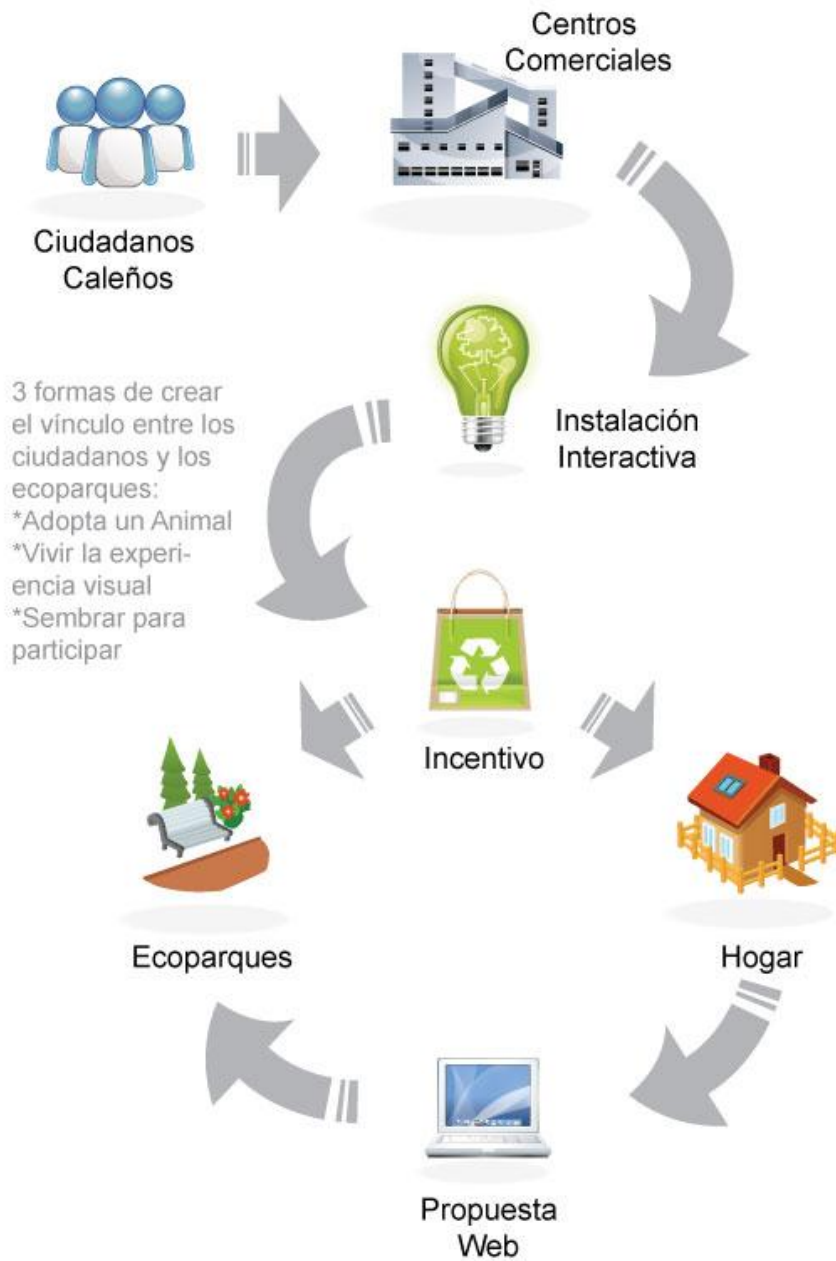 Centros
Comerciales
Ciudadanos
Caleños
3 formas de crear
el vínculo entre los
ciudadanos y los
ecoparques:
*Adopta un Animal
*Vivir la experi-
encia visual
*Sembrar para
participar
Instalación
Interactiva
Incentivo
Ecoparques
Hogar
Propuesta
Web